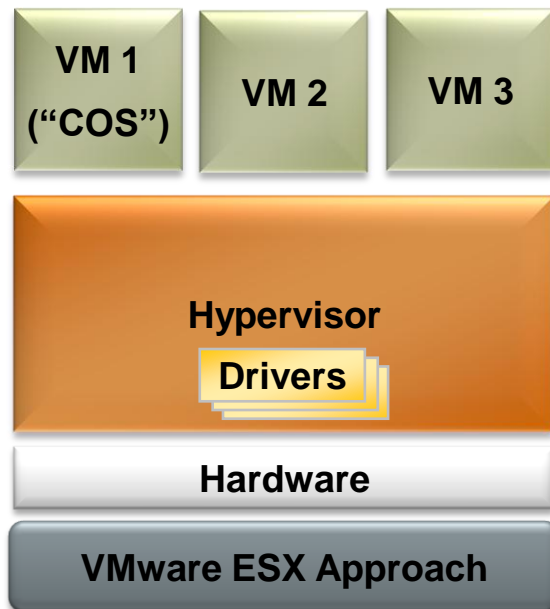 VM 1
(“COS”)
VM 2
VM 3
Hypervisor
Drivers
Hardware
VMware ESX Approach